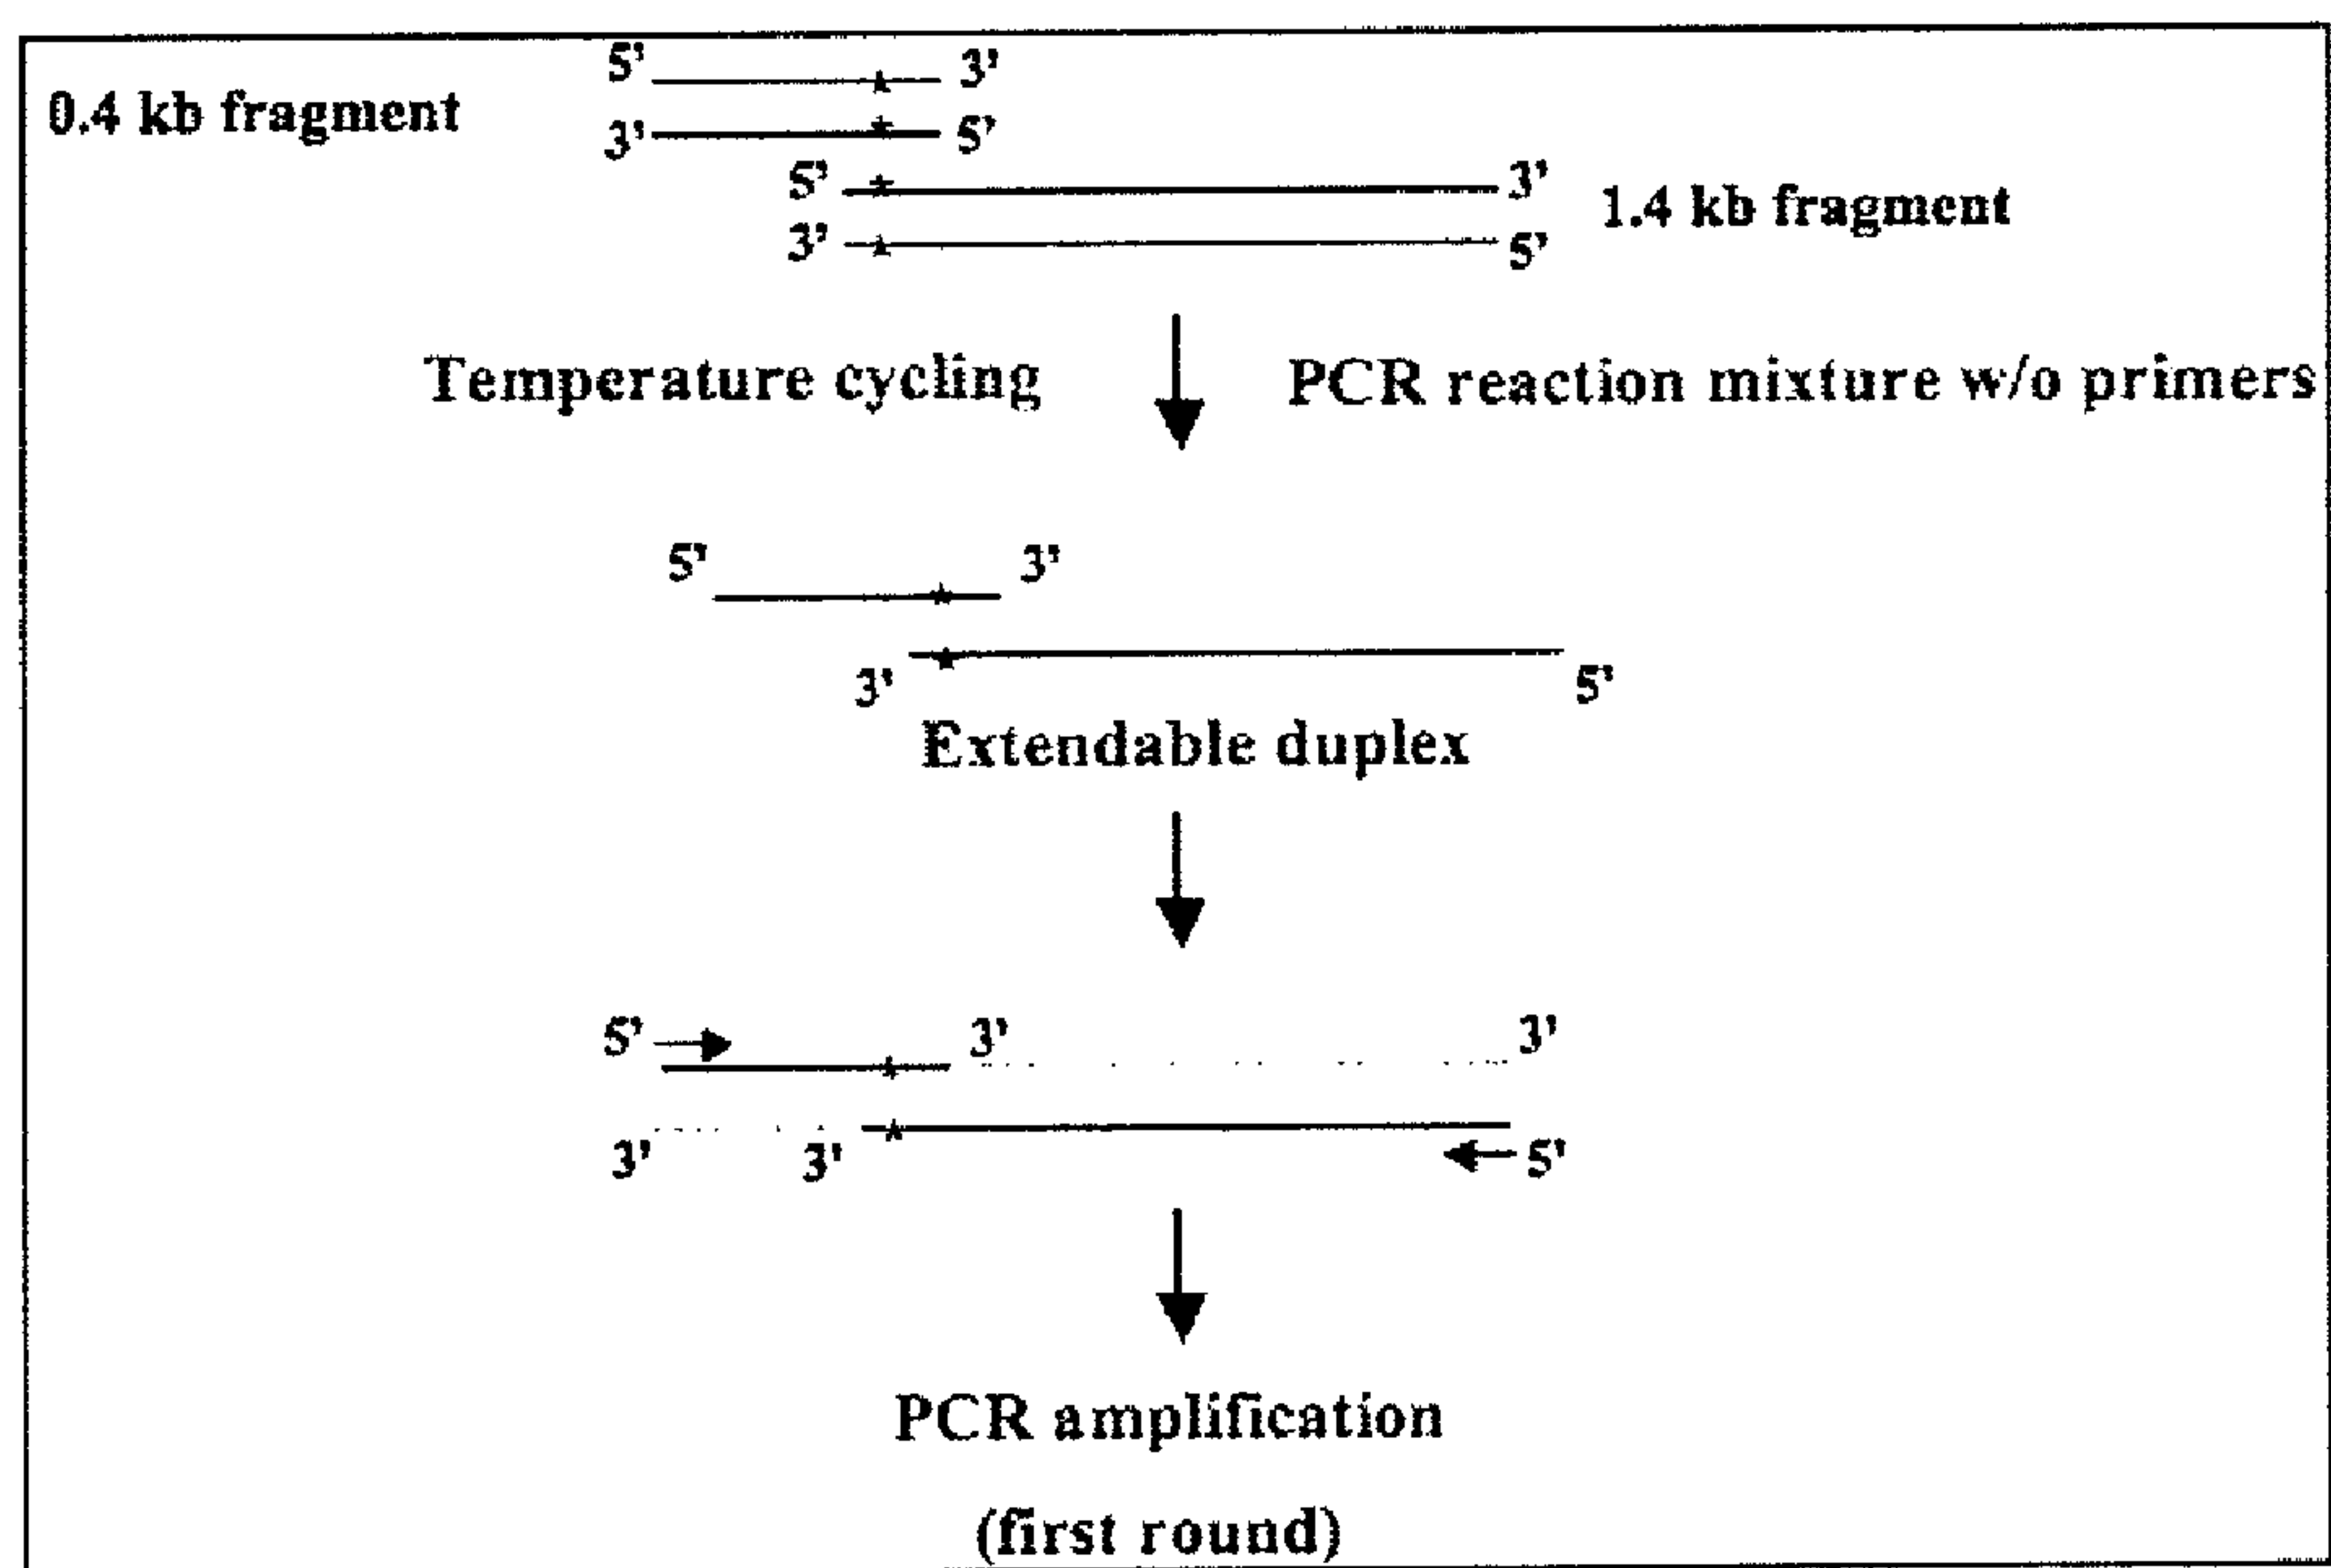 5' 3'
0.4 kb fragment
3' 5'
5' 3'
1.4 kb fragment
3' 5'
Temperature cycling PCR reaction mixture w/o primers
5' 3'
3' 5'
Extendable duplex
5' 3' 3'
3' 3' 5'
PCR amplification
(first round)